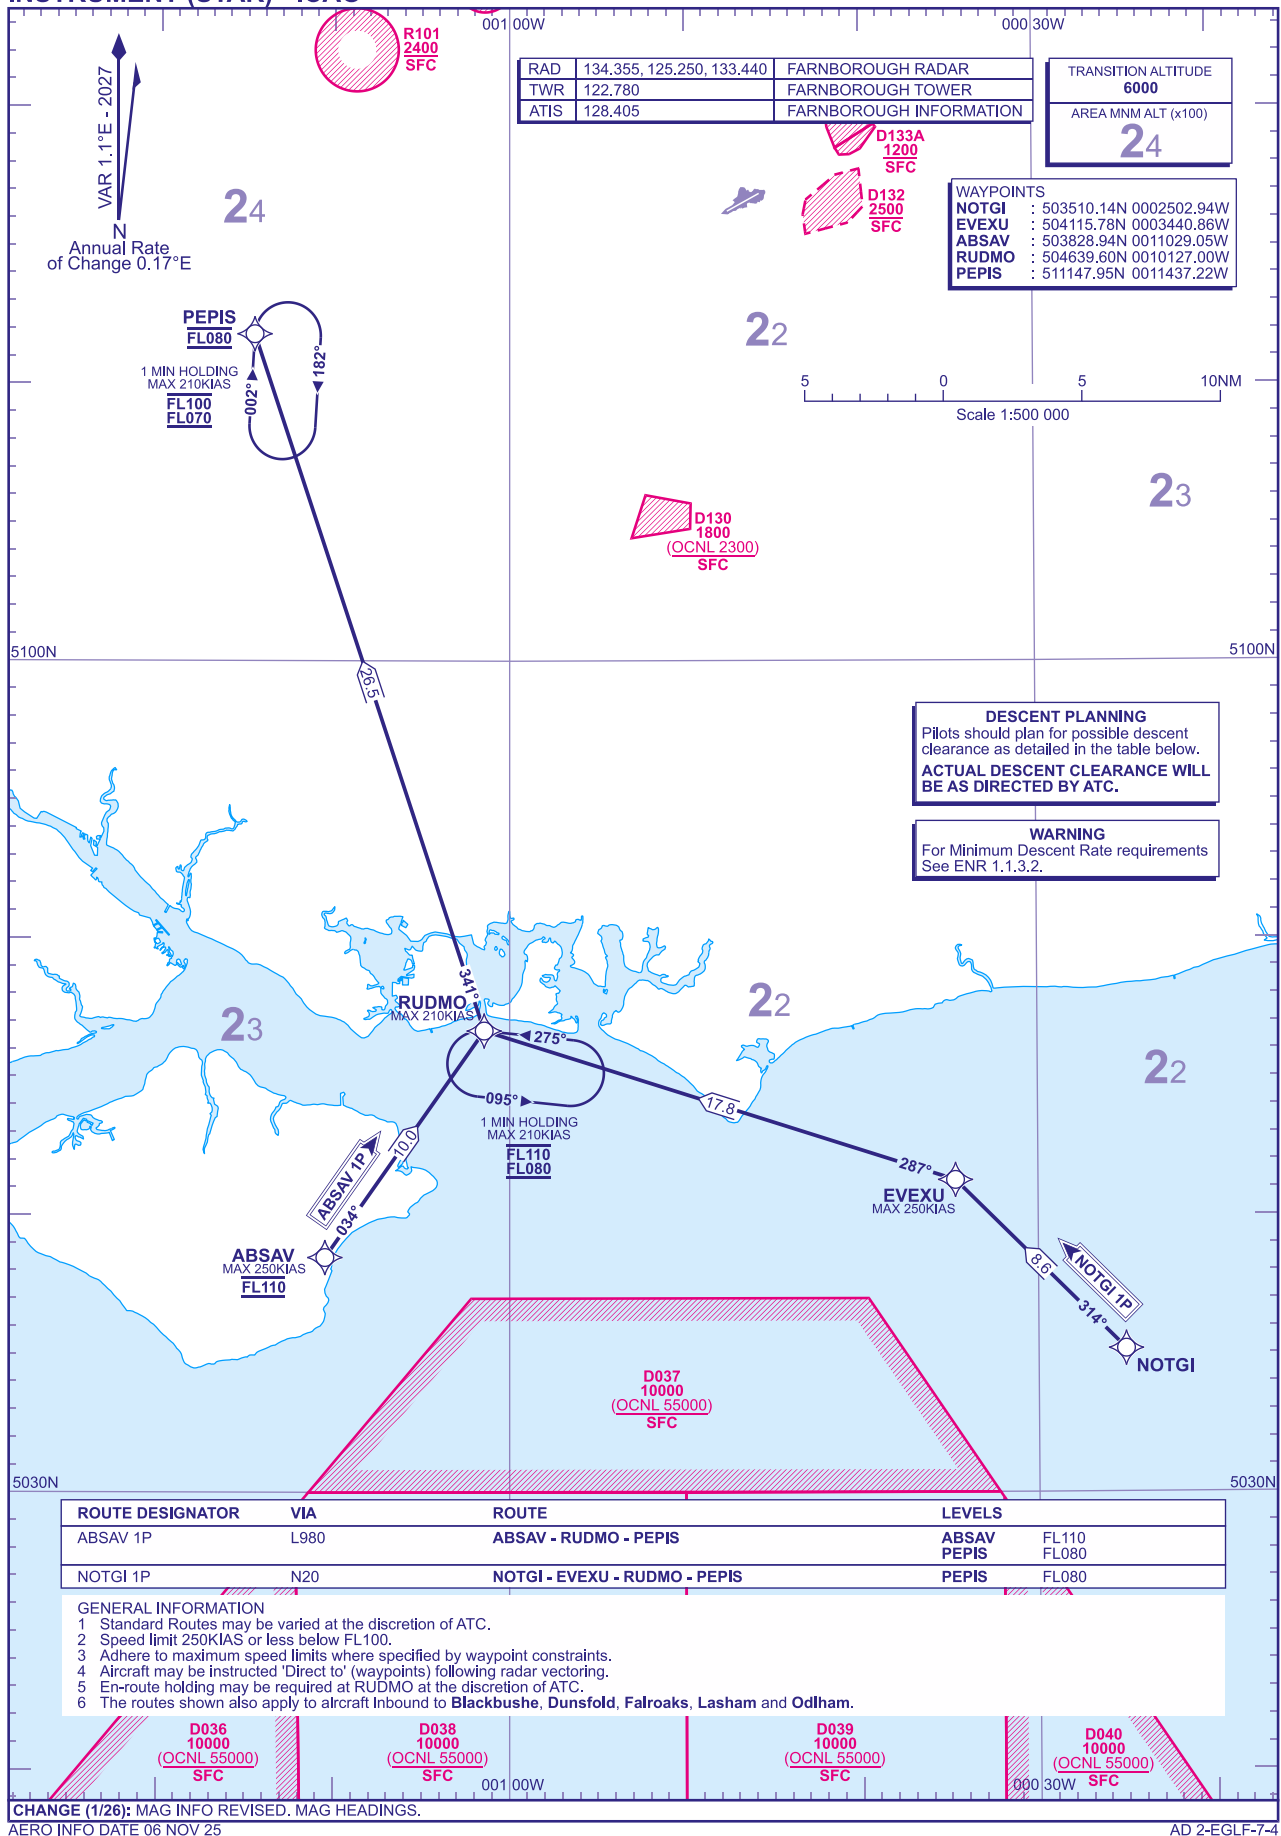 001 00W
000 30W
R101
2400
SFC
VAR 1.1°E - 2027
N
Annual Rate
of Change 0.17°E
RAD 134.355, 125.250, 133.440 FARNBOROUGH RADAR
TWR 122.780 FARNBOROUGH TOWER
ATIS 128.405 FARNBOROUGH INFORMATION
TRANSITION ALTITUDE
6000
AREA MNM ALT (x100)
24
D133A
1200
SFC
D132
2500
SFC
WAYPOINTS
NOTGI : 503510.14N 0002502.94W
EVEXU : 504115.78N 0003440.86W
ABSAV : 503828.94N 0011029.05W
RUDMO : 504639.60N 0010127.00W
PEPIS : 511147.95N 0011437.22W
24
PEPIS
FL080
1 MIN HOLDING
MAX 210KIAS
FL100
FL070
002°
182°
22
5 0 5 10NM
Scale 1:500 000
23
D130
1800
(OCNL 2300)
SFC
5100N
5100N
26.5
DESCENT PLANNING
Pilots should plan for possible descent
clearance as detailed in the table below.
ACTUAL DESCENT CLEARANCE WILL
BE AS DIRECTED BY ATC.
WARNING
For Minimum Descent Rate requirements
See ENR 1.1.3.2.
341°
RUDMO
MAX 210KIAS
23
22
22
275°
095°
1 MIN HOLDING
MAX 210KIAS
FL110
FL080
17.8
10.0
ABSAV 1P
034°
287°
EVEXU
MAX 250KIAS
ABSAV
MAX 250KIAS
FL110
8.6
NOTGI 1P
314°
NOTGI
D037
10000
(OCNL 55000)
SFC
5030N
5030N
ROUTE DESIGNATOR VIA ROUTE LEVELS
ABSAV 1P L980 ABSAV - RUDMO - PEPIS ABSAV FL110
PEPIS FL080
NOTGI 1P N20 NOTGI - EVEXU - RUDMO - PEPIS PEPIS FL080
GENERAL INFORMATION
1 Standard Routes may be varied at the discretion of ATC.
2 Speed limit 250KIAS or less below FL100.
3 Adhere to maximum speed limits where specified by waypoint constraints.
4 Aircraft may be instructed 'Direct to' (waypoints) following radar vectoring.
5 En-route holding may be required at RUDMO at the discretion of ATC.
6 The routes shown also apply to aircraft inbound to Blackbushe, Dunsfold, Fairoaks, Lasham and Odiham.
D036
10000
(OCNL 55000)
SFC
D038
10000
(OCNL 55000)
SFC
D039
10000
(OCNL 55000)
SFC
D040
10000
(OCNL 55000)
SFC
001 00W
000 30W
CHANGE (1/26): MAG INFO REVISED. MAG HEADINGS.
AERO INFO DATE 06 NOV 25
AD 2-EGLF-7-4